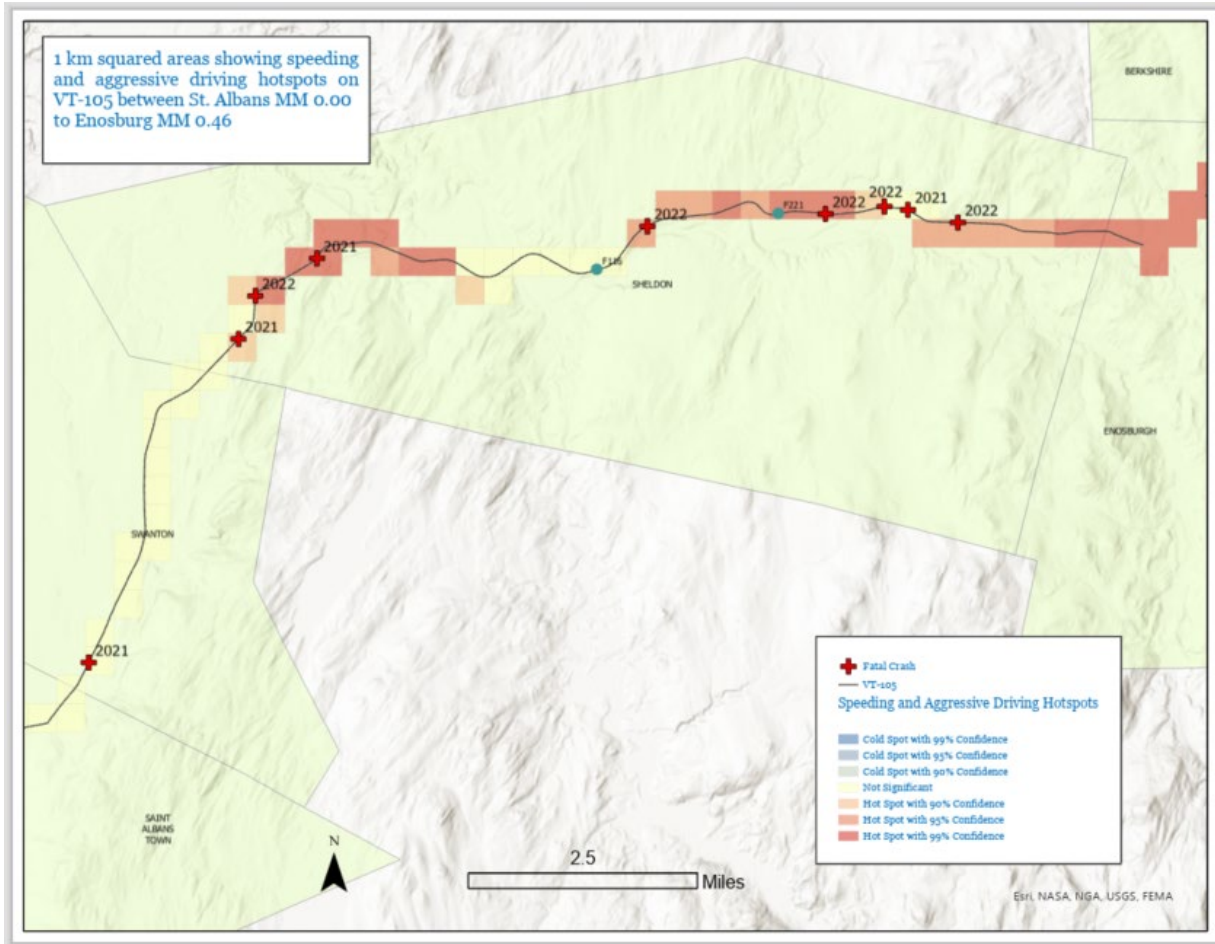 1 km squared areas showing speeding
and aggressive driving hotspots on
VT-105 between St. Albans MM 0.00
to Enosburg MM 0.46
BERKSHIRE
2022
2021
2022
F221
2022
2022
2021
F116
SHELDON
2022
2021
ENOSBURGH
SWANTON
2021
Fatal Crash
VT-105
Speeding and Aggressive Driving Hotspots
Cold Spot with 99% Confidence
Cold Spot with 95% Confidence
Cold Spot with 90% Confidence
Not Significant
Hot Spot with 90% Confidence
Hot Spot with 95% Confidence
Hot Spot with 99% Confidence
SAINT
ALBANS
TOWN
N
2.5
Miles
Esri, NASA, NGA, USGS, FEMA